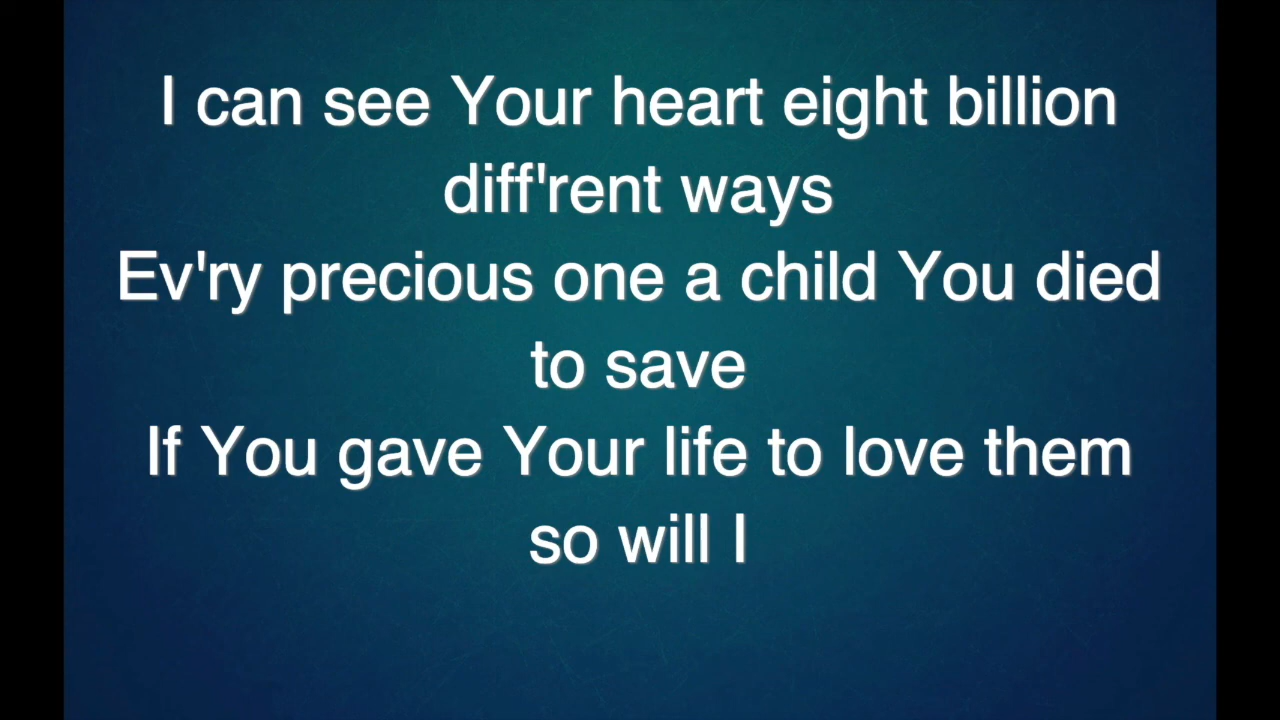 I can see Your heart eight billion
diff'rent ways
Ev'ry precious one a child You died
to save
If You gave Your life to love them
so will I